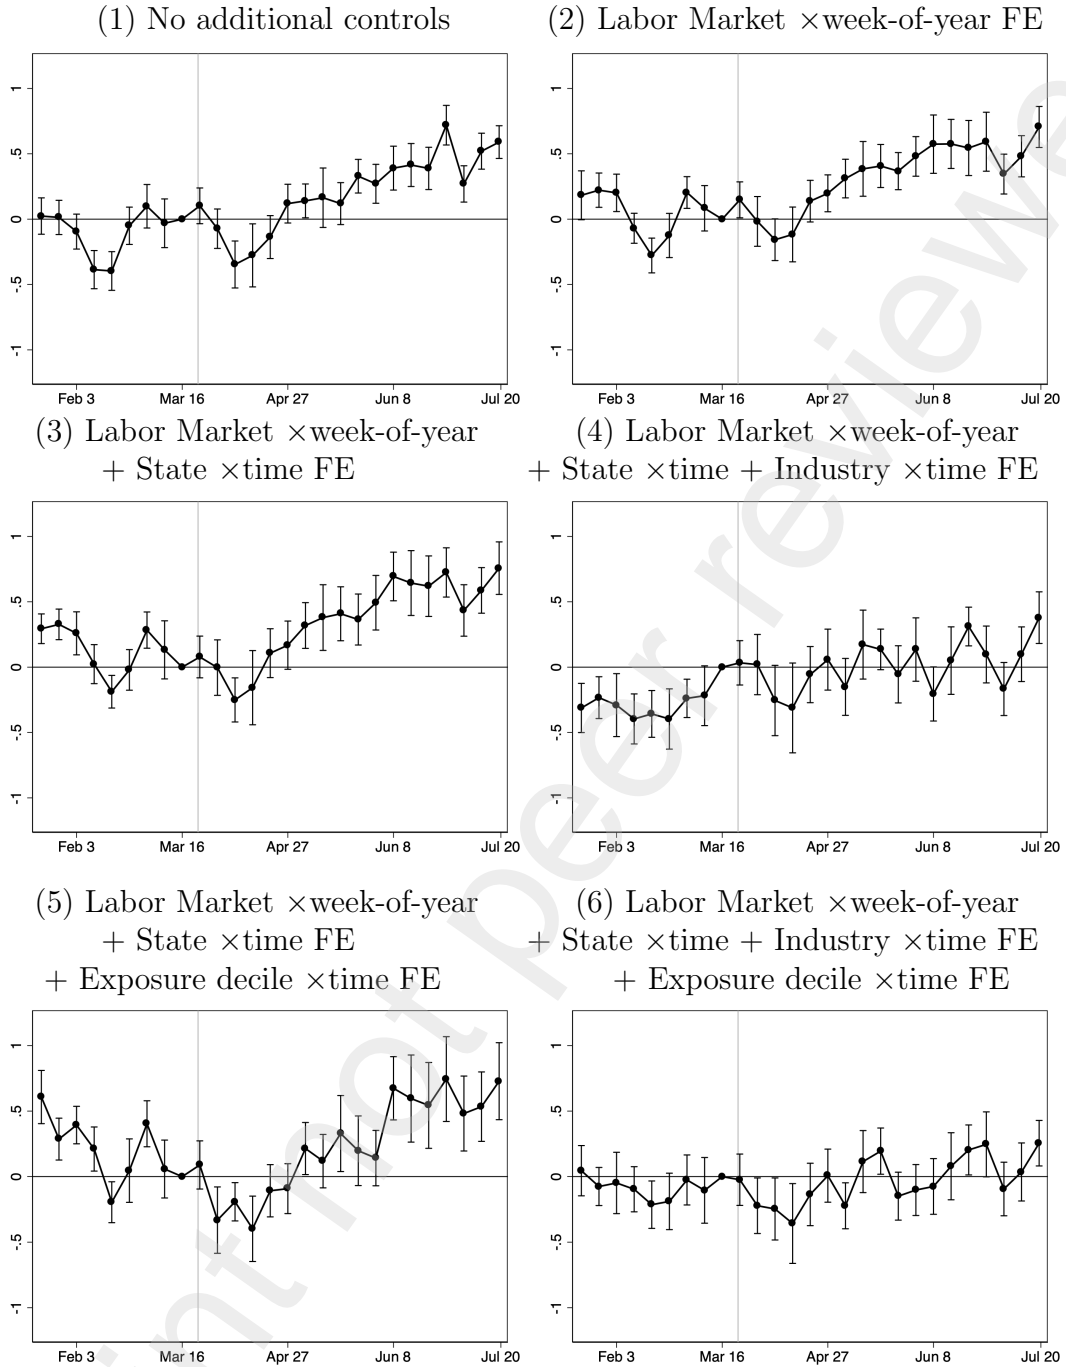 (1) No additional controls
1
.5
0
-.5
-1
Feb 3 Mar 16 Apr 27 Jun 8 Jul 20
(2) Labor Market ×week-of-year FE
1
.5
0
-.5
-1
Feb 3 Mar 16 Apr 27 Jun 8 Jul 20
(3) Labor Market ×week-of-year
+ State ×time FE
1
.5
0
-.5
-1
Feb 3 Mar 16 Apr 27 Jun 8 Jul 20
(4) Labor Market ×week-of-year
+ State ×time + Industry ×time FE
1
.5
0
-.5
-1
Feb 3 Mar 16 Apr 27 Jun 8 Jul 20
(5) Labor Market ×week-of-year
+ State ×time FE
+ Exposure decile ×time FE
1
.5
0
-.5
-1
Feb 3 Mar 16 Apr 27 Jun 8 Jul 20
(6) Labor Market ×week-of-year
+ State ×time + Industry ×time FE
+ Exposure decile ×time FE
1
.5
0
-.5
-1
Feb 3 Mar 16 Apr 27 Jun 8 Jul 20
int not peer reviewe